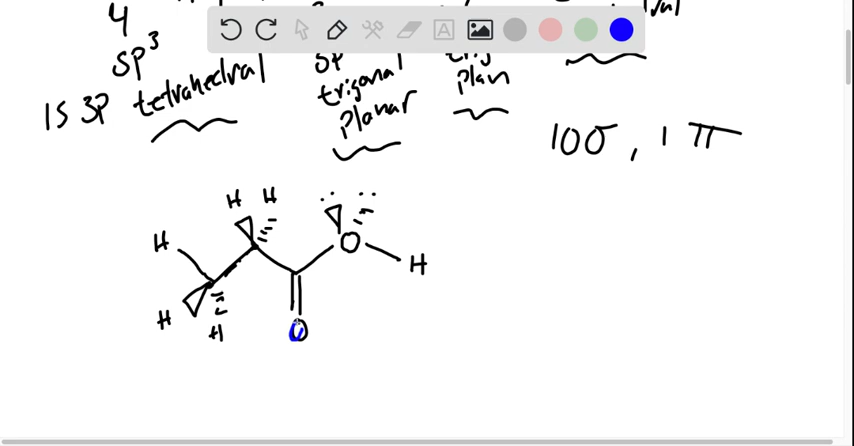 4
sp³
sp
1s 3p tetrahedral
trigonal
planar
plan
10σ, 1π
H H
H O H
H
H
O